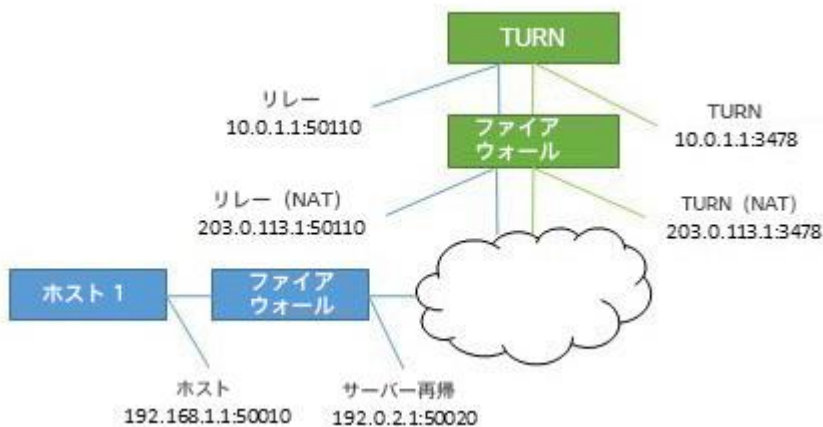 TURN
リレー
10.0.1.1:50110
TURN
10.0.1.1:3478
ファイア
ウォール
リレー（NAT）
203.0.113.1:50110
TURN（NAT）
203.0.113.1:3478
ホスト 1
ファイア
ウォール
ホスト
192.168.1.1:50010
サーバー再帰
192.0.2.1:50020